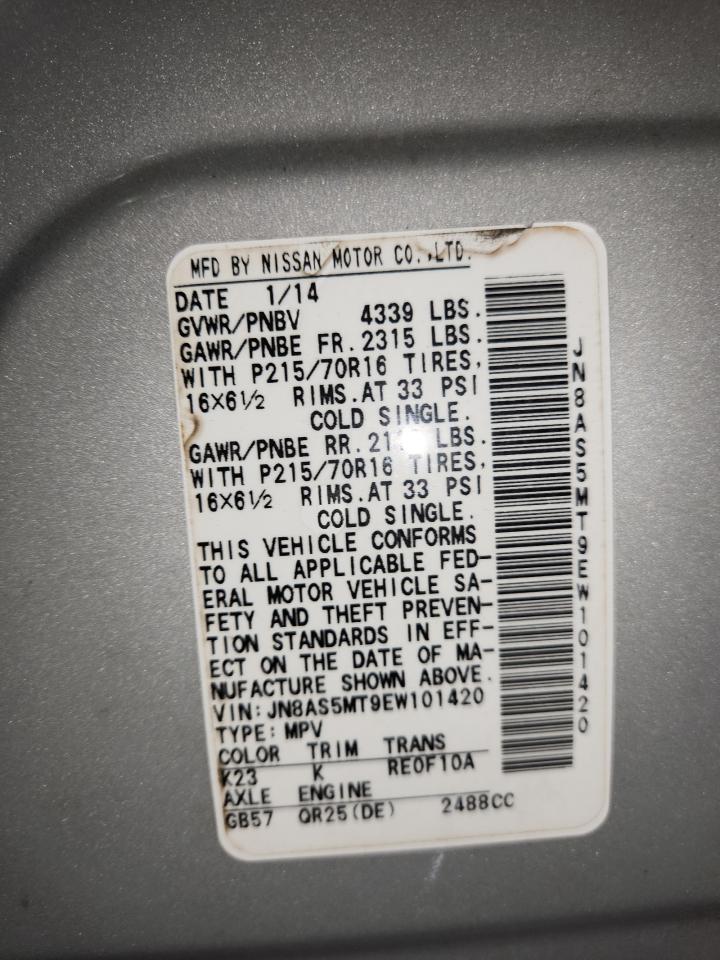 MFD BY NISSAN MOTOR CO.,LTD.
DATE 1/14
GVWR/PNBV 4339 LBS.
GAWR/PNBE FR. 2315 LBS.
WITH P215/70R16 TIRES,
16×6½ RIMS.AT 33 PSI
COLD SINGLE.
GAWR/PNBE RR. LBS.
WITH P215/70R16 TIRES,
16×6½ RIMS.AT 33 PSI
COLD SINGLE.
THIS VEHICLE CONFORMS
TO ALL APPLICABLE FED-
ERAL MOTOR VEHICLE SA-
FETY AND THEFT PREVEN-
TION STANDARDS IN EFF-
ECT ON THE DATE OF MA-
NUFACTURE SHOWN ABOVE.
VIN: JN8AS5MT9EW101420
TYPE: MPV
COLOR TRIM TRANS
K23 K RE0F10A
AXLE ENGINE
GB57 QR25(DE) 2488CC
JN8AS5MT9EW101420